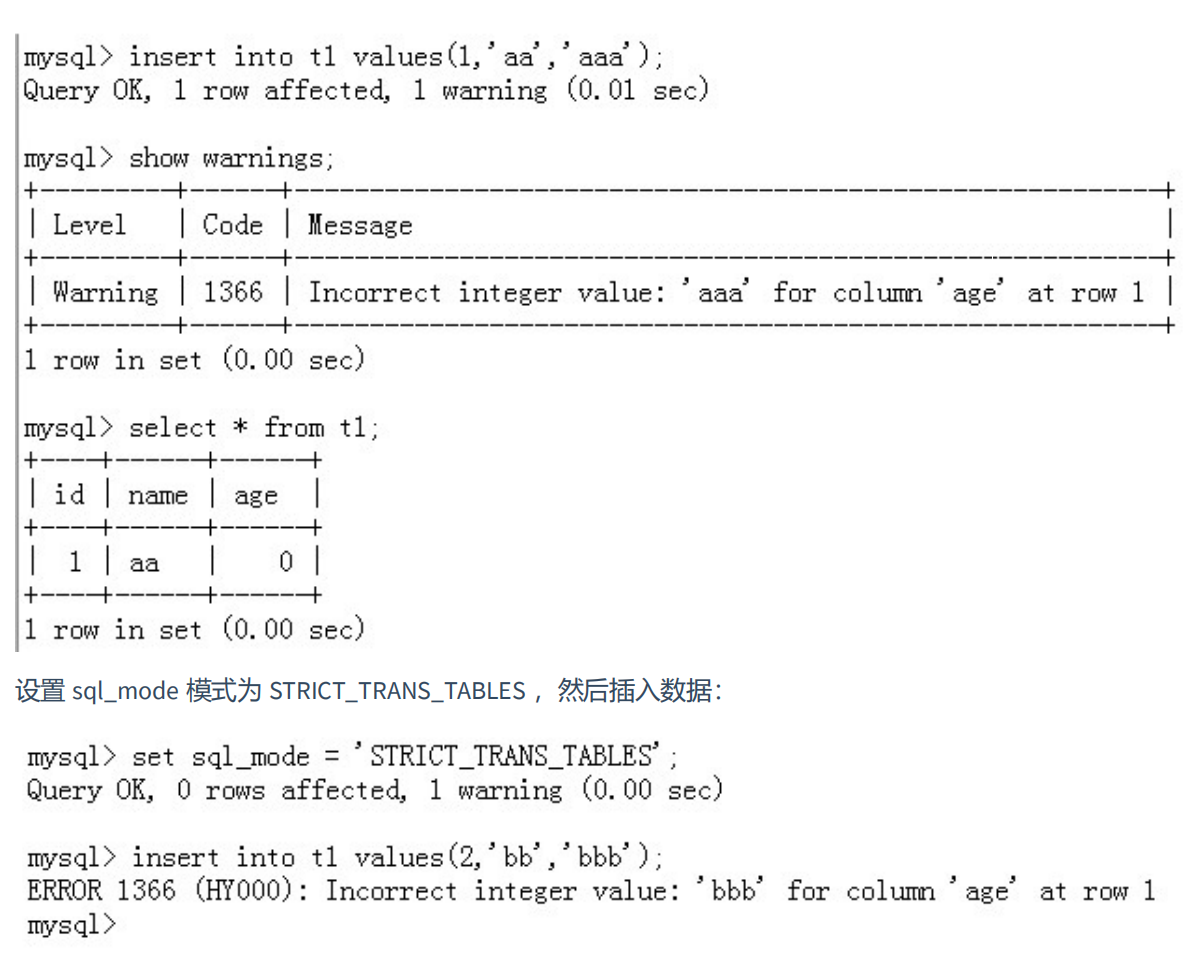 mysql> insert into t1 values(1,'aa','aaa');
Query OK, 1 row affected, 1 warning (0.01 sec)
mysql> show warnings;
+---------+------+----------------------------------------------------------+
| Level   | Code | Message                                                  |
+---------+------+----------------------------------------------------------+
| Warning | 1366 | Incorrect integer value: 'aaa' for column 'age' at row 1 |
+---------+------+----------------------------------------------------------+
1 row in set (0.00 sec)
mysql> select * from t1;
+----+------+------+
| id | name | age  |
+----+------+------+
|  1 | aa   |    0 |
+----+------+------+
1 row in set (0.00 sec)
设置 sql_mode 模式为 STRICT_TRANS_TABLES ，然后插入数据：
mysql> set sql_mode = 'STRICT_TRANS_TABLES';
Query OK, 0 rows affected, 1 warning (0.00 sec)
mysql> insert into t1 values(2,'bb','bbb');
ERROR 1366 (HY000): Incorrect integer value: 'bbb' for column 'age' at row 1
mysql>